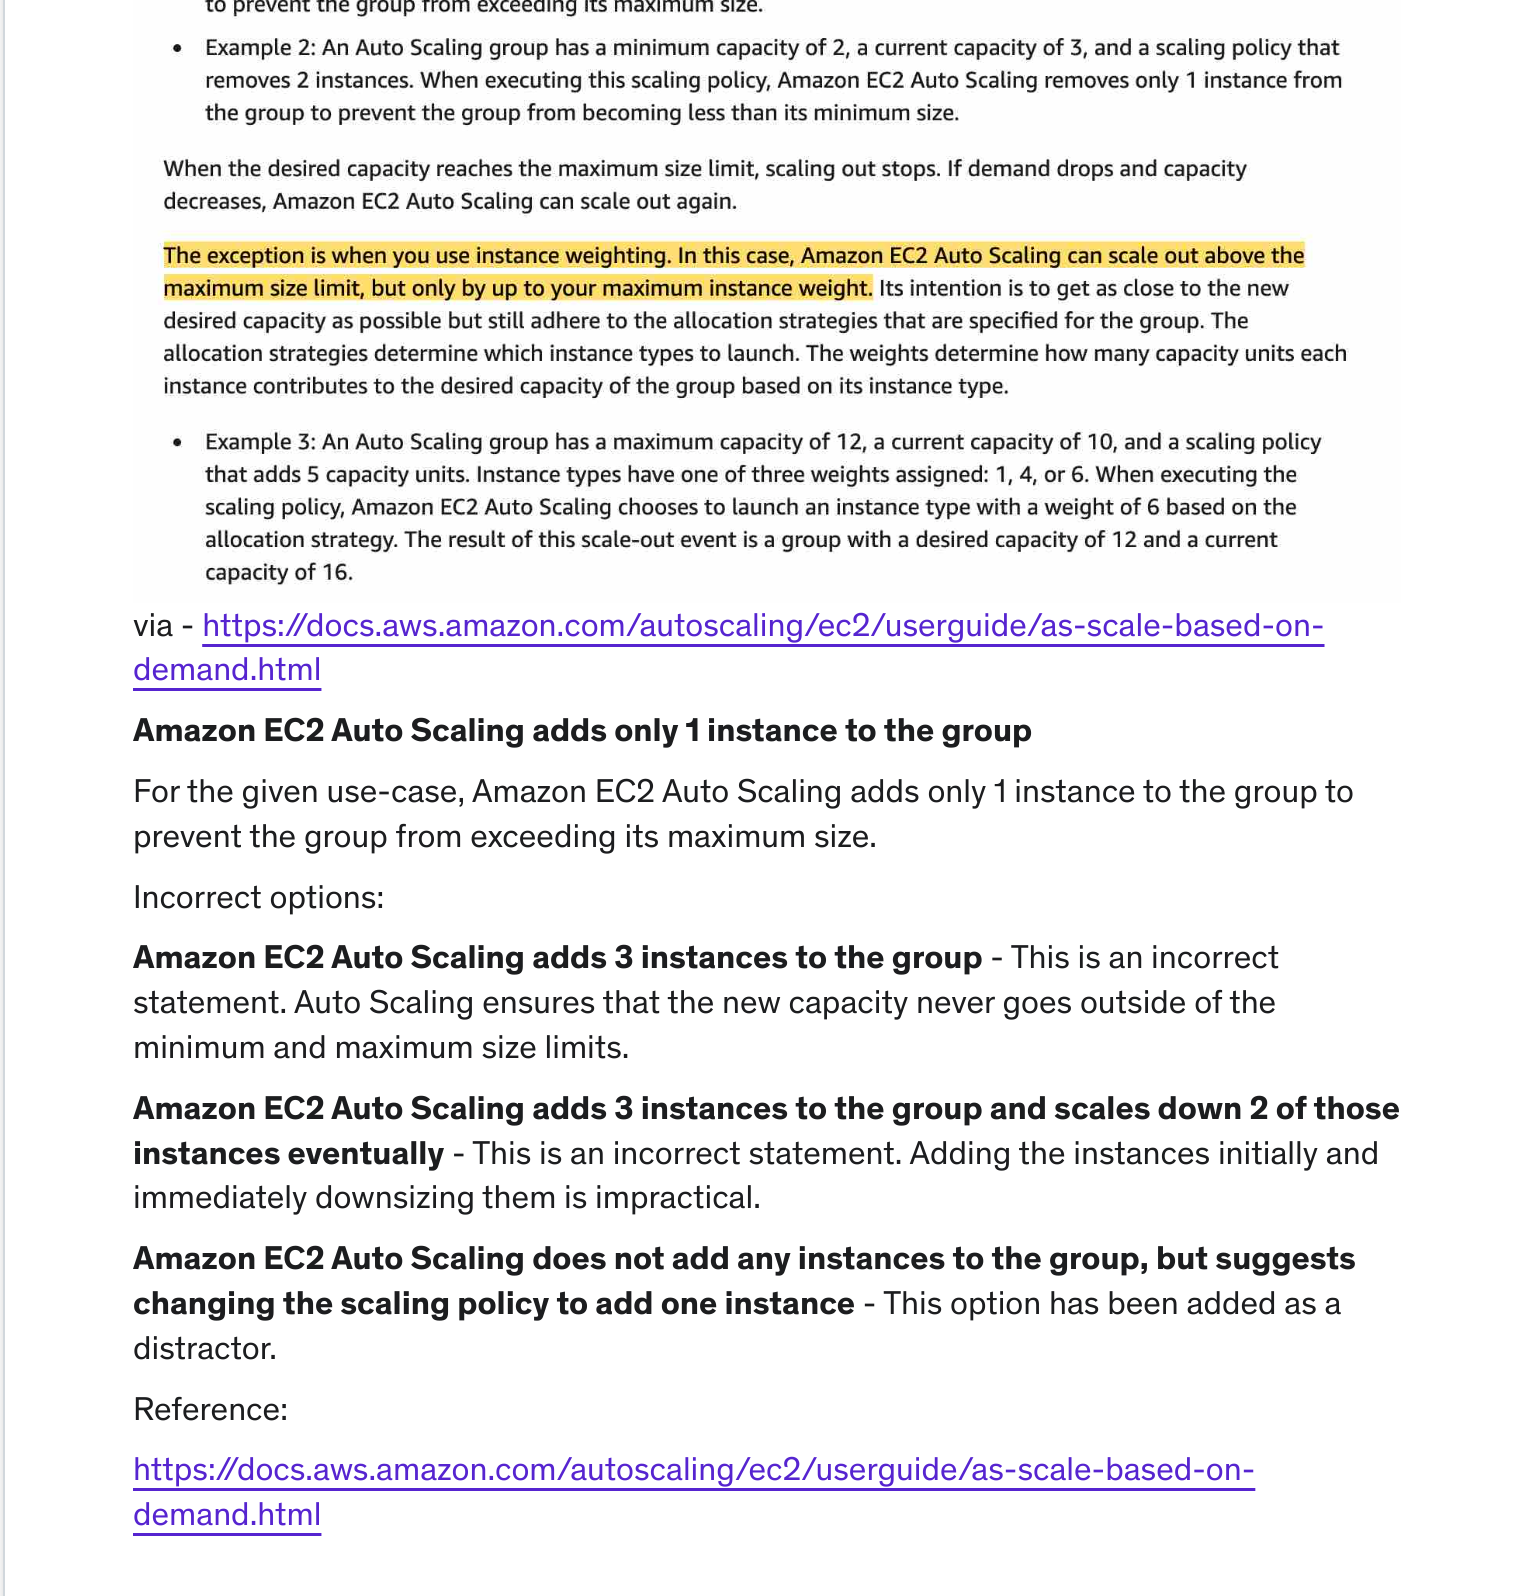 to prevent the group from exceeding its maximum size.
• Example 2: An Auto Scaling group has a minimum capacity of 2, a current capacity of 3, and a scaling policy that
removes 2 instances. When executing this scaling policy, Amazon EC2 Auto Scaling removes only 1 instance from
the group to prevent the group from becoming less than its minimum size.
When the desired capacity reaches the maximum size limit, scaling out stops. If demand drops and capacity
decreases, Amazon EC2 Auto Scaling can scale out again.
The exception is when you use instance weighting. In this case, Amazon EC2 Auto Scaling can scale out above the
maximum size limit, but only by up to your maximum instance weight. Its intention is to get as close to the new
desired capacity as possible but still adhere to the allocation strategies that are specified for the group. The
allocation strategies determine which instance types to launch. The weights determine how many capacity units each
instance contributes to the desired capacity of the group based on its instance type.
• Example 3: An Auto Scaling group has a maximum capacity of 12, a current capacity of 10, and a scaling policy
that adds 5 capacity units. Instance types have one of three weights assigned: 1, 4, or 6. When executing the
scaling policy, Amazon EC2 Auto Scaling chooses to launch an instance type with a weight of 6 based on the
allocation strategy. The result of this scale-out event is a group with a desired capacity of 12 and a current
capacity of 16.
via - https://docs.aws.amazon.com/autoscaling/ec2/userguide/as-scale-based-on-
demand.html
Amazon EC2 Auto Scaling adds only 1 instance to the group
For the given use-case, Amazon EC2 Auto Scaling adds only 1 instance to the group to
prevent the group from exceeding its maximum size.
Incorrect options:
Amazon EC2 Auto Scaling adds 3 instances to the group - This is an incorrect
statement. Auto Scaling ensures that the new capacity never goes outside of the
minimum and maximum size limits.
Amazon EC2 Auto Scaling adds 3 instances to the group and scales down 2 of those
instances eventually - This is an incorrect statement. Adding the instances initially and
immediately downsizing them is impractical.
Amazon EC2 Auto Scaling does not add any instances to the group, but suggests
changing the scaling policy to add one instance - This option has been added as a
distractor.
Reference:
https://docs.aws.amazon.com/autoscaling/ec2/userguide/as-scale-based-on-
demand.html